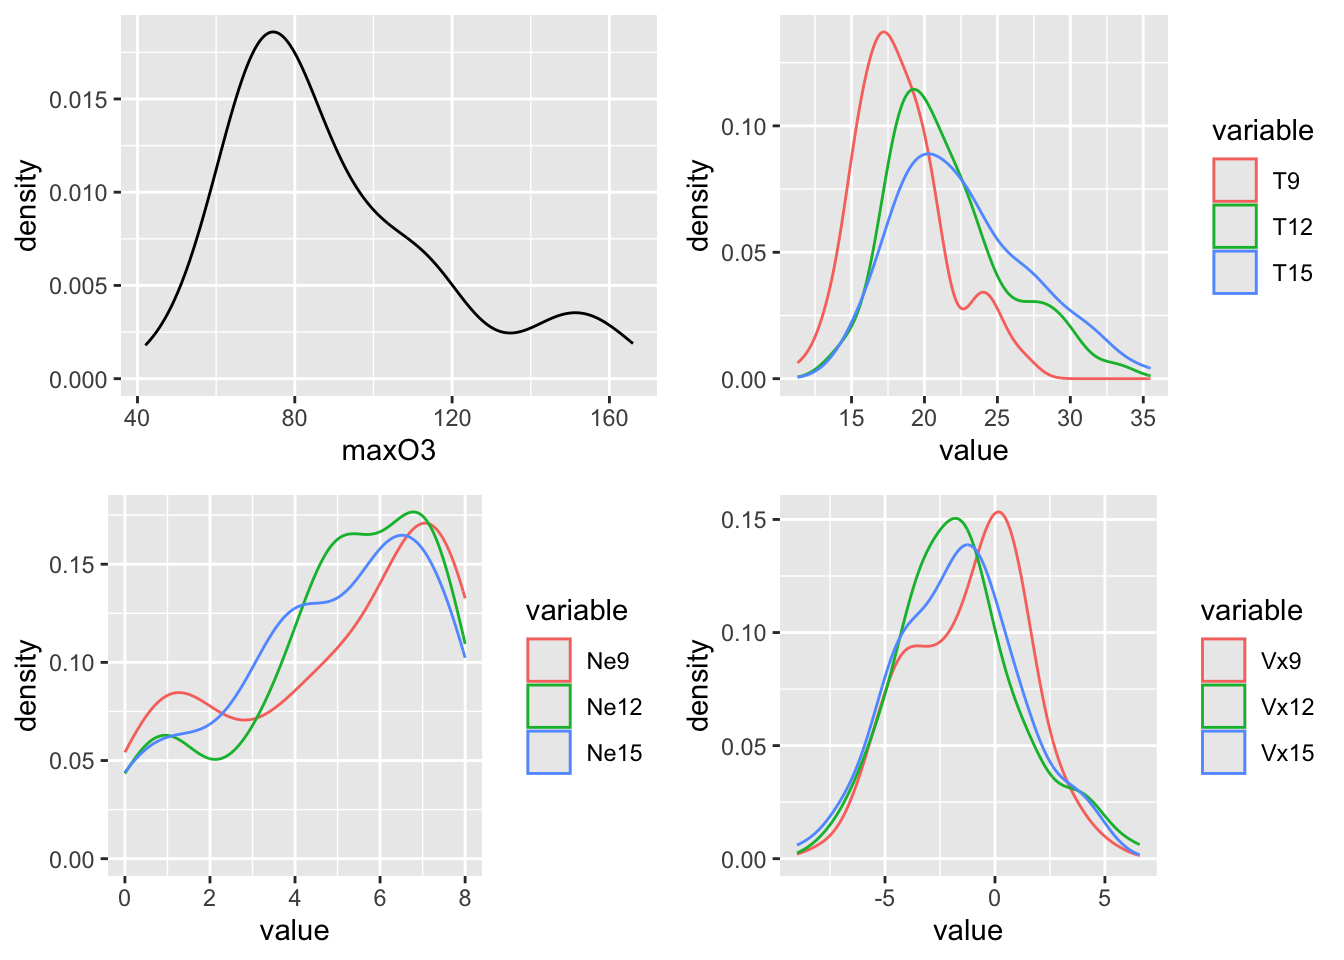 density
0.015
0.010
0.005
0.000
40 80 120 160
maxO3
density
0.10
0.05
0.00
15 20 25 30 35
value
variable
T9
T12
T15
density
0.15
0.10
0.05
0.00
0 2 4 6 8
value
variable
Ne9
Ne12
Ne15
density
0.15
0.10
0.05
0.00
-5 0 5
value
variable
Vx9
Vx12
Vx15